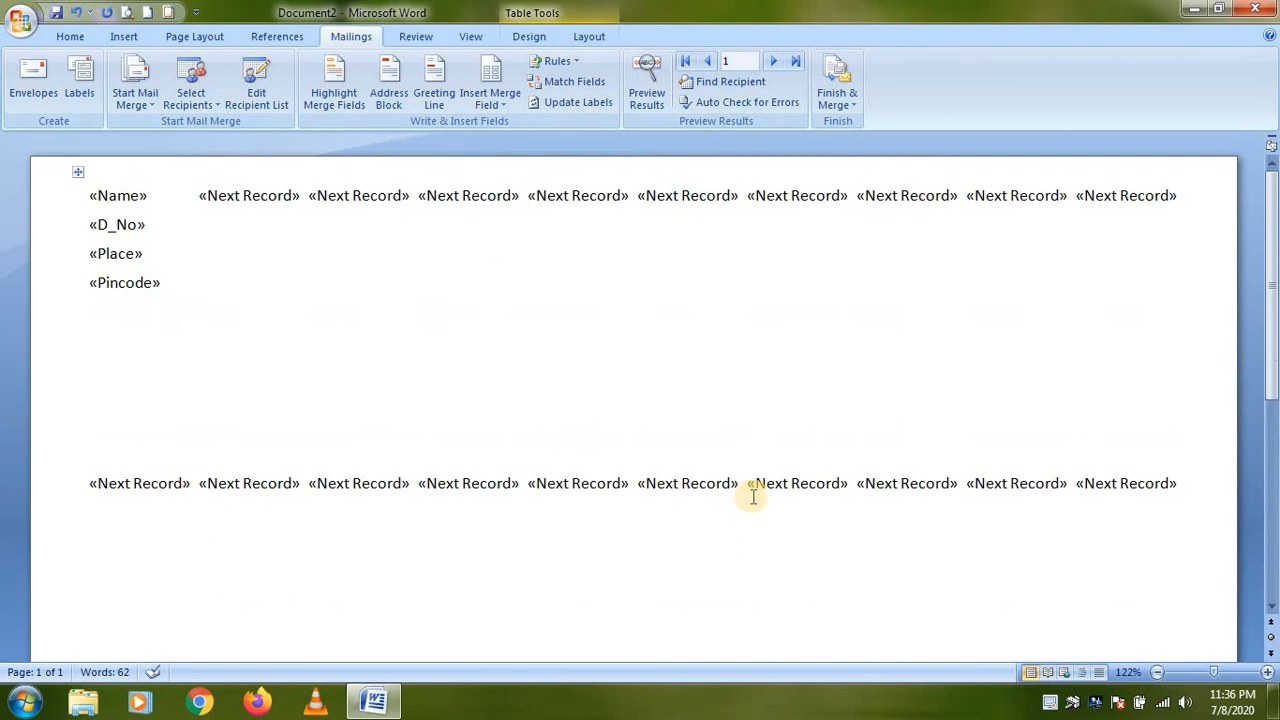 Document2 - Microsoft Word
Table Tools
Home Insert Page Layout References Mailings Review View Design Layout
Envelopes
Labels
Create
Start Mail Merge
Select Recipients
Edit Recipient List
Start Mail Merge
Highlight Merge Fields
Address Block
Greeting Line
Insert Merge Field
Rules
Match Fields
Update Labels
Write & Insert Fields
«ABC»
Preview Results
1
Find Recipient
Auto Check for Errors
Preview Results
Finish & Merge
Finish
«Name» «Next Record» «Next Record» «Next Record» «Next Record» «Next Record» «Next Record» «Next Record» «Next Record» «Next Record»
«D_No»
«Place»
«Pincode»
«Next Record» «Next Record» «Next Record» «Next Record» «Next Record» «Next Record» «Next Record» «Next Record» «Next Record» «Next Record»
Page: 1 of 1 Words: 62 122%
11:36 PM
7/8/2020